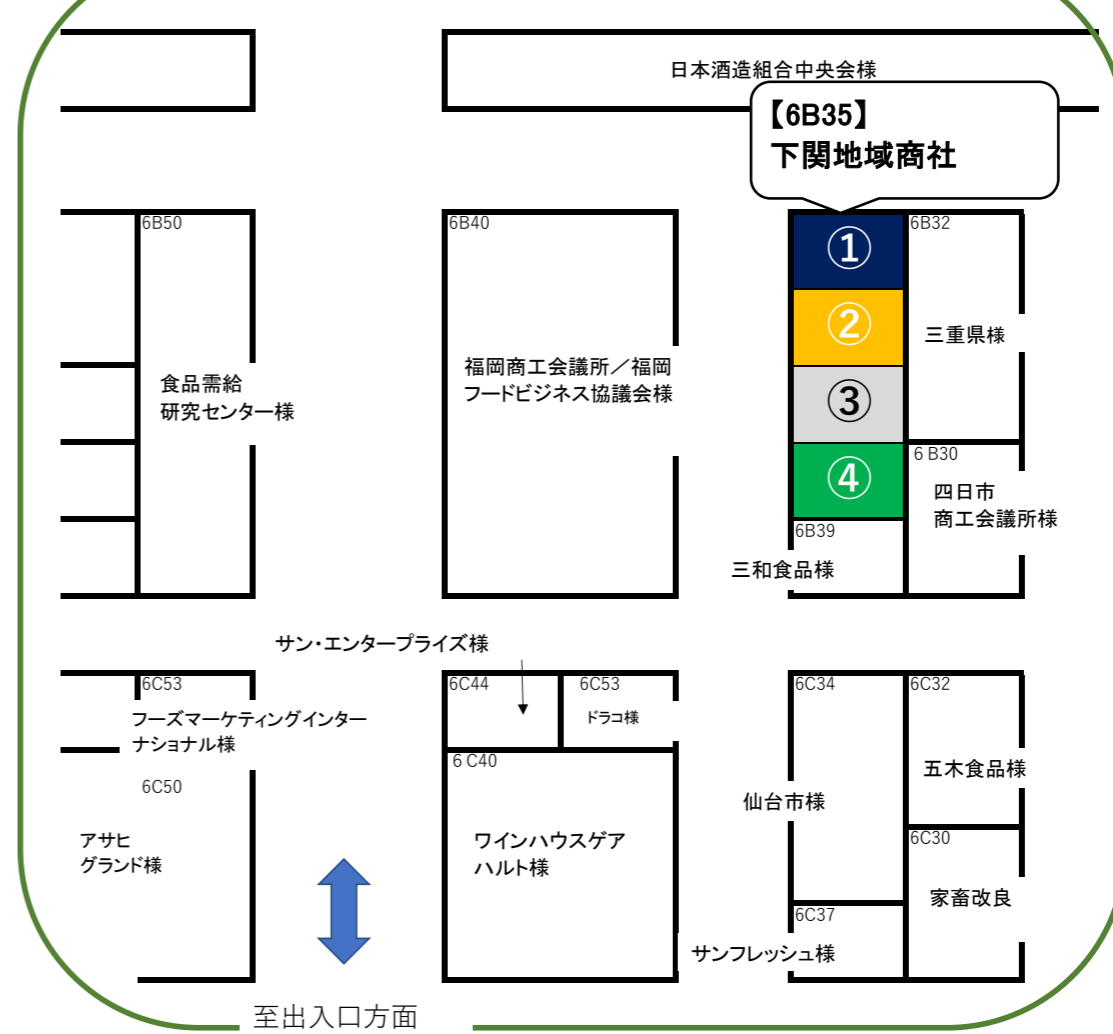 日本酒造組合中央会様
【6B35】
下関地域商社
6B50
食品需給
研究センター様
6B40
福岡商工会議所／福岡
フードビジネス協議会様
①
②
③
④
6B32
三重県様
6 B30
四日市
商工会議所様
6B39
三和食品様
サン・エンタープライズ様
6C53
フーズマーケティングインター
ナショナル様
6C50
アサヒ
グランド様
6C44
6C53
ドラコ様
6 C40
ワインハウスゲア
ハルト様
6C34
仙台市様
6C32
五木食品様
6C30
家畜改良
6C37
サンフレッシュ様
至出入口方面